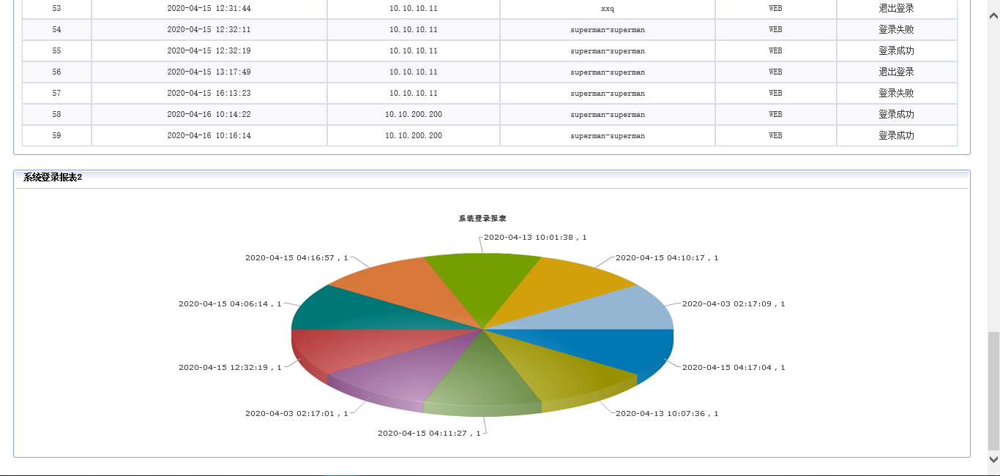 53 2020-04-15 12:31:44 10.10.10.11 xxq WEB 退出登录
54 2020-04-15 12:32:11 10.10.10.11 superman-superman WEB 登录失败
55 2020-04-15 12:32:19 10.10.10.11 superman-superman WEB 登录成功
56 2020-04-15 13:17:49 10.10.10.11 superman-superman WEB 退出登录
57 2020-04-15 16:13:23 10.10.10.11 superman-superman WEB 登录失败
58 2020-04-16 10:14:22 10.10.200.200 superman-superman WEB 登录成功
59 2020-04-16 10:16:14 10.10.200.200 superman-superman WEB 登录成功
系统登录报表2
系统登录报表
2020-04-13 10:01:38 , 1
2020-04-15 04:16:57 , 1
2020-04-15 04:10:17 , 1
2020-04-15 04:06:14 , 1
2020-04-03 02:17:09 , 1
2020-04-15 12:32:19 , 1
2020-04-15 04:17:04 , 1
2020-04-03 02:17:01 , 1
2020-04-13 10:07:36 , 1
2020-04-15 04:11:27 , 1